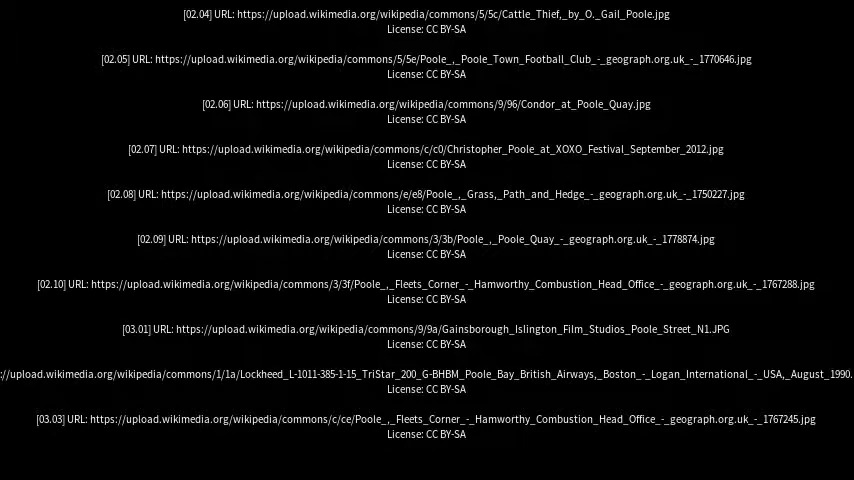 [02.04] URL: https://upload.wikimedia.org/wikipedia/commons/5/5c/Cattle_Thief,_by_O._Gail_Poole.jpg
License: CC BY-SA
[02.05] URL: https://upload.wikimedia.org/wikipedia/commons/5/5e/Poole_,_Poole_Town_Football_Club_-_geograph.org.uk_-_1770646.jpg
License: CC BY-SA
[02.06] URL: https://upload.wikimedia.org/wikipedia/commons/9/96/Condor_at_Poole_Quay.jpg
License: CC BY-SA
[02.07] URL: https://upload.wikimedia.org/wikipedia/commons/c/c0/Christopher_Poole_at_XOXO_Festival_September_2012.jpg
License: CC BY-SA
[02.08] URL: https://upload.wikimedia.org/wikipedia/commons/e/e8/Poole_,_Grass,_Path_and_Hedge_-_geograph.org.uk_-_1750227.jpg
License: CC BY-SA
[02.09] URL: https://upload.wikimedia.org/wikipedia/commons/3/3b/Poole_,_Poole_Quay_-_geograph.org.uk_-_1778874.jpg
License: CC BY-SA
[02.10] URL: https://upload.wikimedia.org/wikipedia/commons/3/3f/Poole_,_Fleets_Corner_-_Hamworthy_Combustion_Head_Office_-_geograph.org.uk_-_1767288.jpg
License: CC BY-SA
[03.01] URL: https://upload.wikimedia.org/wikipedia/commons/9/9a/Gainsborough_Islington_Film_Studios_Poole_Street_N1.JPG
License: CC BY-SA
://upload.wikimedia.org/wikipedia/commons/1/1a/Lockheed_L-1011-385-1-15_TriStar_200_G-BHBM_Poole_Bay_British_Airways,_Boston_-_Logan_International_-_USA,_August_1990.
License: CC BY-SA
[03.03] URL: https://upload.wikimedia.org/wikipedia/commons/c/ce/Poole_,_Fleets_Corner_-_Hamworthy_Combustion_Head_Office_-_geograph.org.uk_-_1767245.jpg
License: CC BY-SA